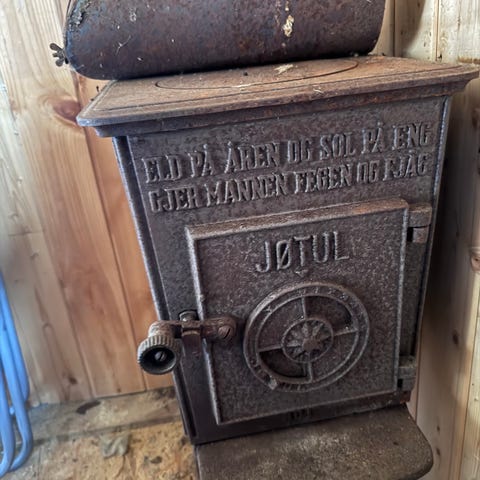 ELD PÅ ÅREN OG SOL PÅ ENG
GJER MANNEN FEGEN OG FJÅG
JØTUL